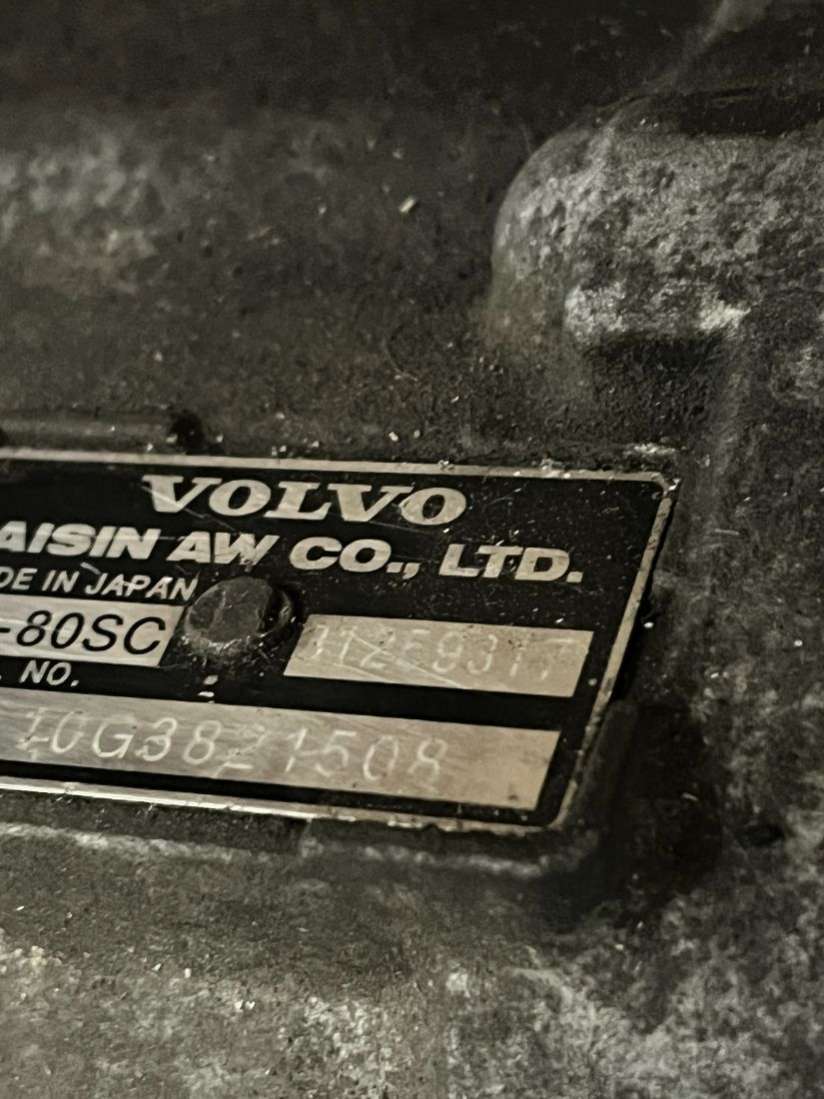 VOLVO
AISIN AW CO., LTD.
DE IN JAPAN
-80SC
. NO.
10G3821508